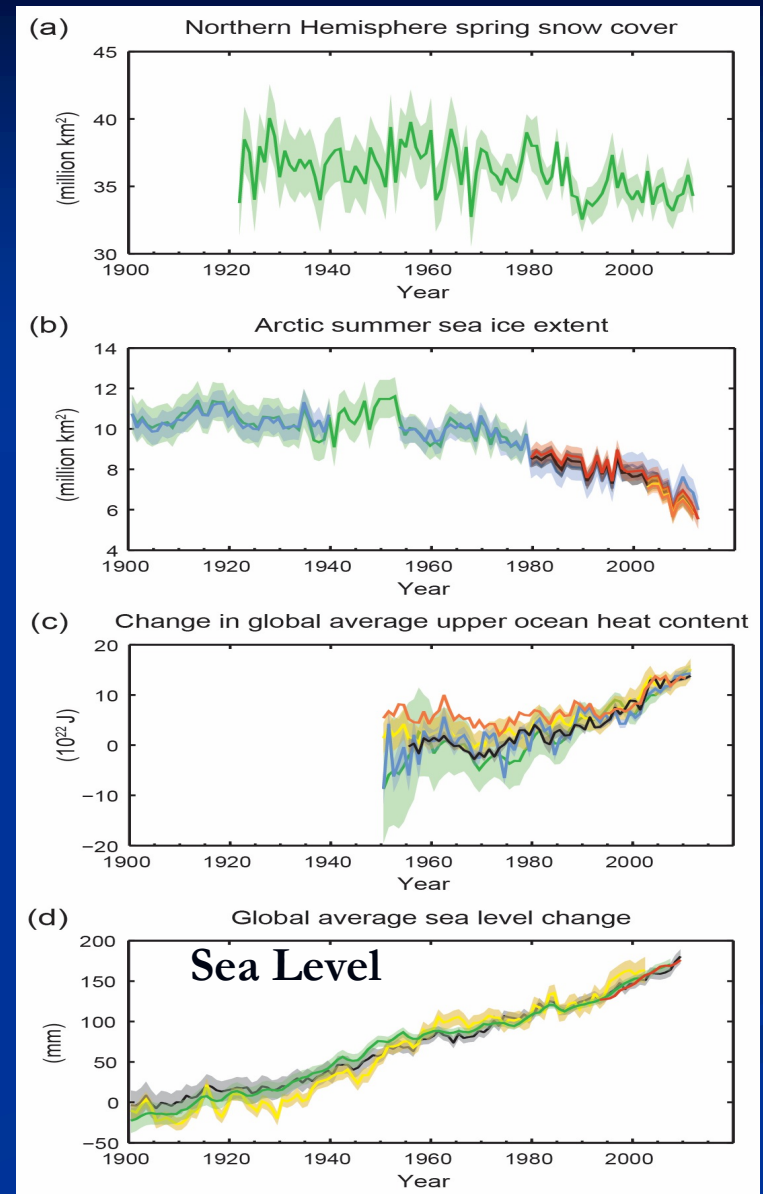 (a) Northern Hemisphere spring snow cover
45
40
35
30
(million km²)
1900 1920 1940 1960 1980 2000
Year
(b) Arctic summer sea ice extent
14
12
10
8
6
4
(million km²)
1900 1920 1940 1960 1980 2000
Year
(c) Change in global average upper ocean heat content
20
10
0
−10
−20
(10²² J)
1900 1920 1940 1960 1980 2000
Year
(d) Global average sea level change
Sea Level
200
150
100
50
0
−50
(mm)
1900 1920 1940 1960 1980 2000
Year